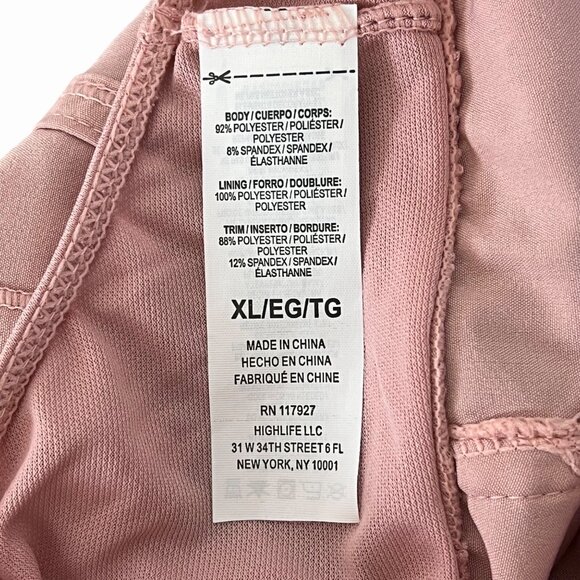 BODY / CUERPO / CORPS:
92% POLYESTER / POLIÉSTER /
POLYESTER
8% SPANDEX / SPANDEX /
ÉLASTHANNE
LINING / FORRO / DOUBLURE:
100% POLYESTER / POLIÉSTER /
POLYESTER
TRIM / INSERTO / BORDURE:
88% POLYESTER / POLIÉSTER /
POLYESTER
12% SPANDEX / SPANDEX /
ÉLASTHANNE
XL/EG/TG
MADE IN CHINA
HECHO EN CHINA
FABRIQUÉ EN CHINE
RN 117927
HIGHLIFE LLC
31 W 34TH STREET 6 FL
NEW YORK, NY 10001